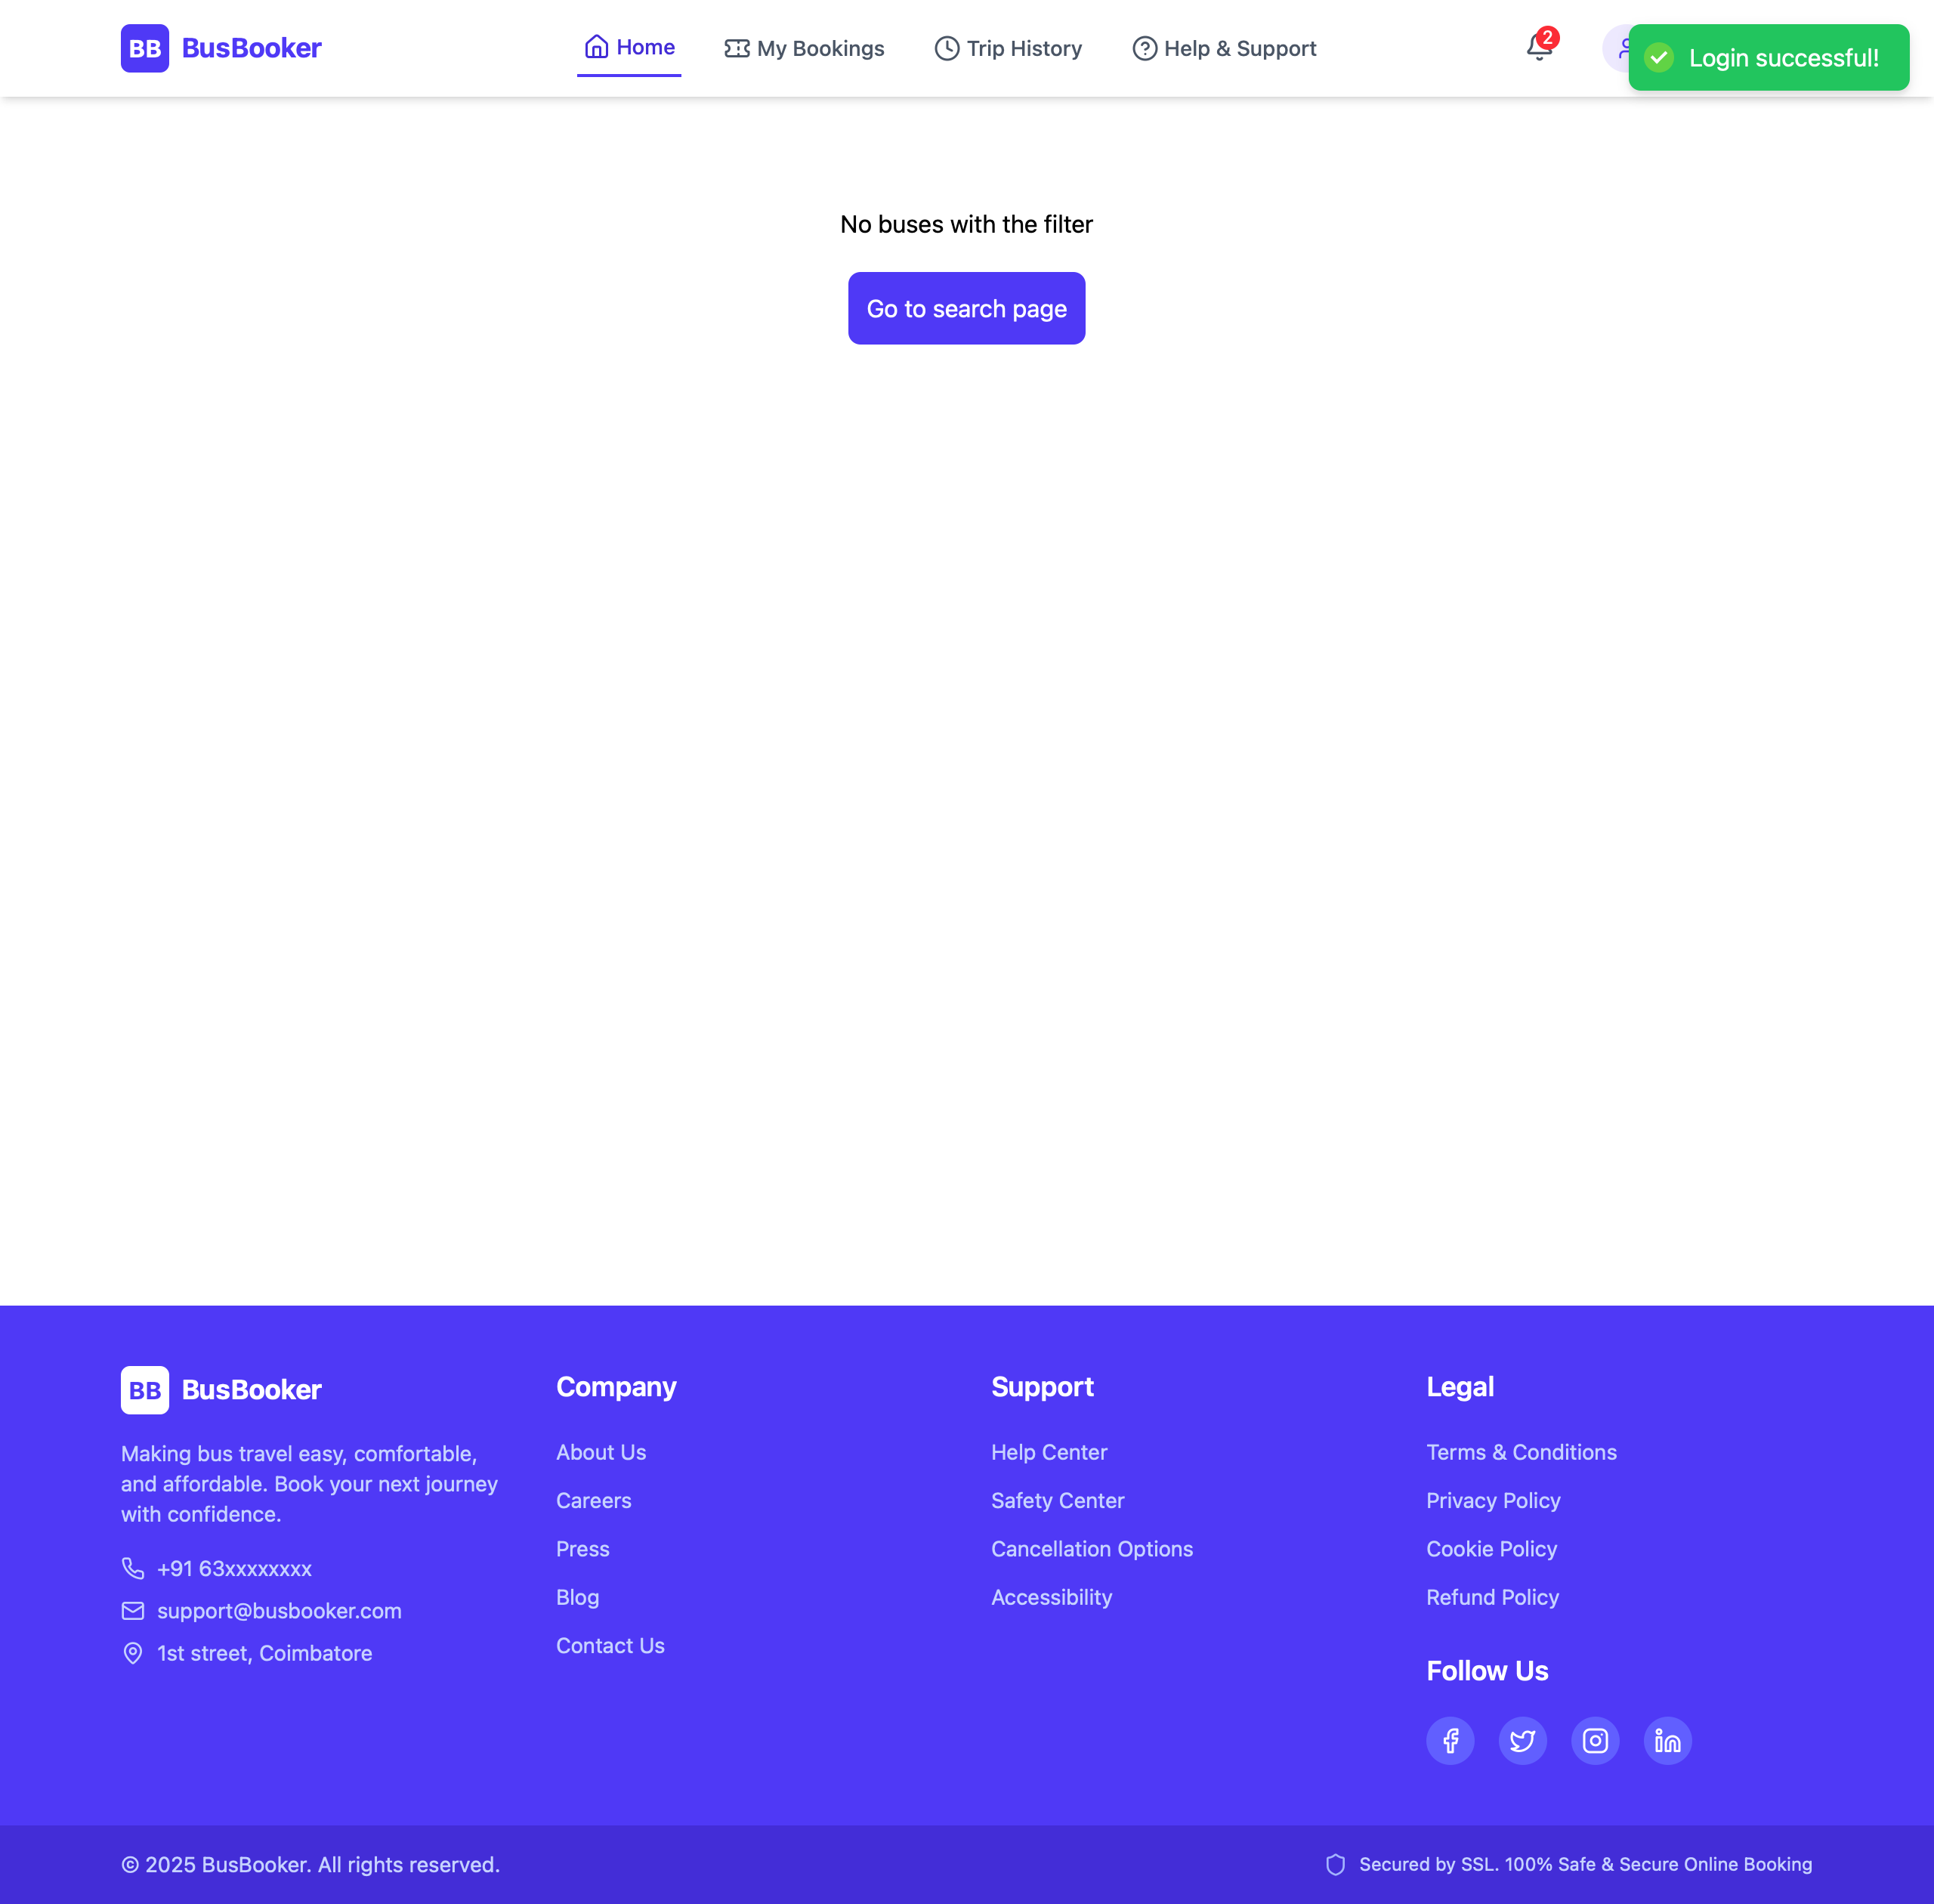 BB BusBooker
Home
My Bookings
Trip History
Help & Support
2
Login successful!
No buses with the filter
Go to search page
BB BusBooker
Making bus travel easy, comfortable,
and affordable. Book your next journey
with confidence.
+91 63xxxxxxxx
support@busbooker.com
1st street, Coimbatore
Company
About Us
Careers
Press
Blog
Contact Us
Support
Help Center
Safety Center
Cancellation Options
Accessibility
Legal
Terms & Conditions
Privacy Policy
Cookie Policy
Refund Policy
Follow Us
© 2025 BusBooker. All rights reserved.
Secured by SSL. 100% Safe & Secure Online Booking